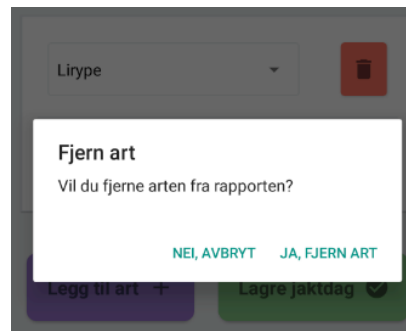 Lirype
Fjern art
Vil du fjerne arten fra rapporten?
NEI, AVBRYT JA, FJERN ART
Legg til art + Lagre jaktdag